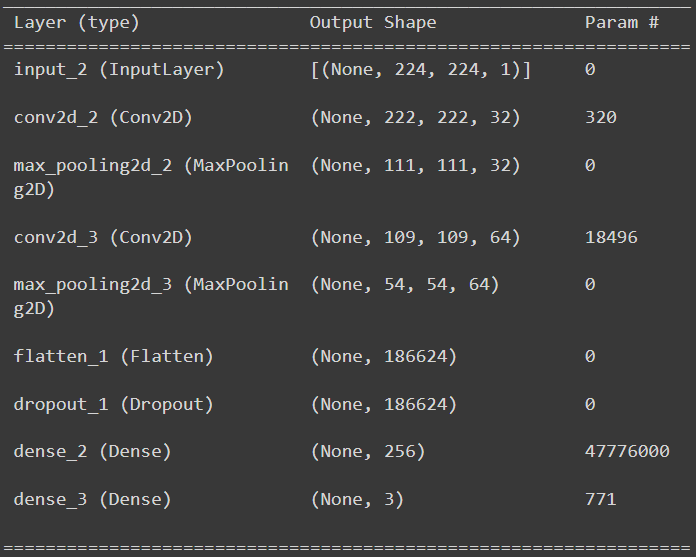 Layer (type) Output Shape Param #
=================================================================
input_2 (InputLayer) [(None, 224, 224, 1)] 0
conv2d_2 (Conv2D) (None, 222, 222, 32) 320
max_pooling2d_2 (MaxPoolin (None, 111, 111, 32) 0
g2D)
conv2d_3 (Conv2D) (None, 109, 109, 64) 18496
max_pooling2d_3 (MaxPoolin (None, 54, 54, 64) 0
g2D)
flatten_1 (Flatten) (None, 186624) 0
dropout_1 (Dropout) (None, 186624) 0
dense_2 (Dense) (None, 256) 47776000
dense_3 (Dense) (None, 3) 771
=================================================================